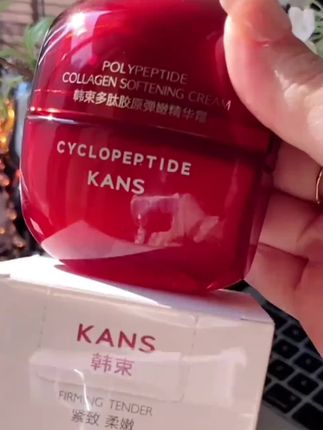 POLYPEPTIDE
COLLAGEN SOFTENING CREAM
韩束多肽胶原弹嫩精华霜
CYCLOPEPTIDE
KANS
KANS
韩束
FIRMING TENDER
紧致 柔嫩